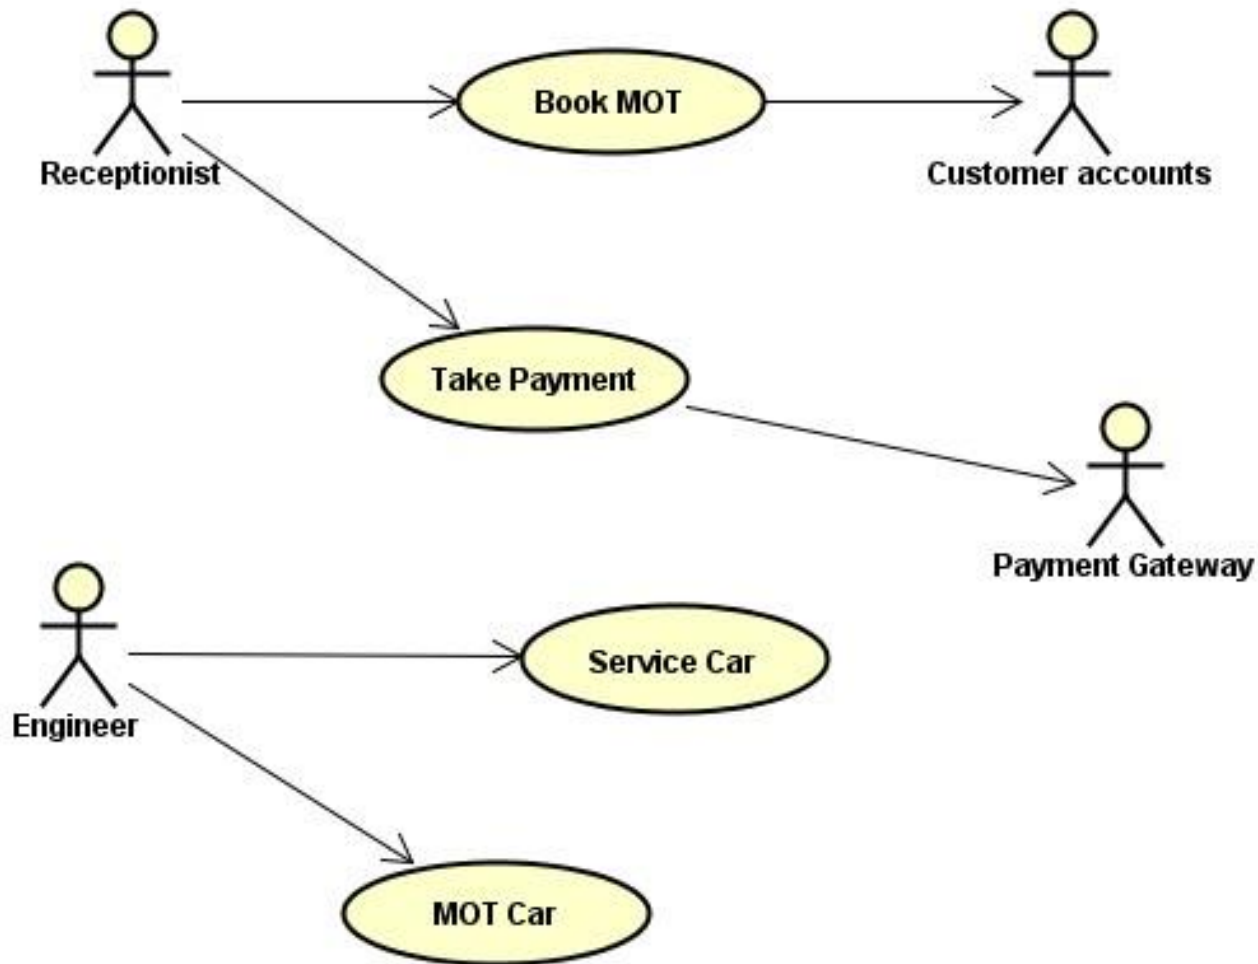 Book MOT
Receptionist
Customer accounts
Take Payment
Payment Gateway
Service Car
Engineer
MOT Car